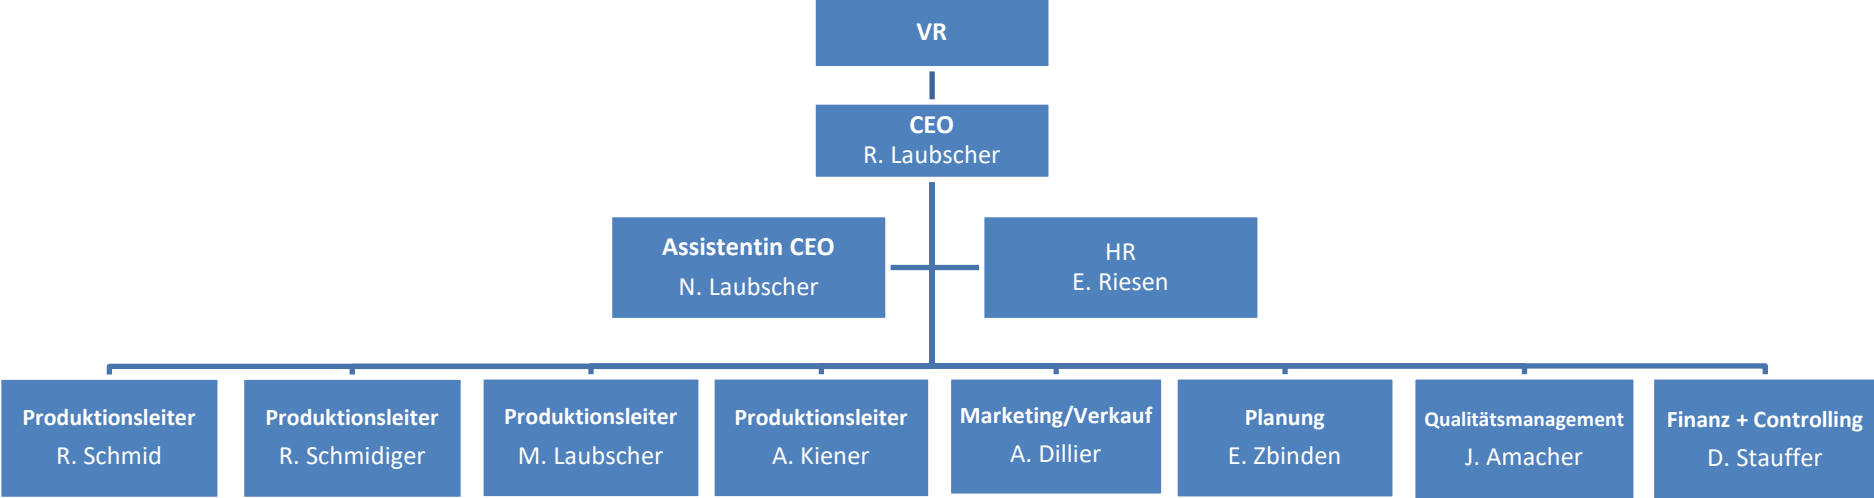 VR
CEO
R. Laubscher
Assistentin CEO
N. Laubscher
HR
E. Riesen
Produktionsleiter
R. Schmid
Produktionsleiter
R. Schmidiger
Produktionsleiter
M. Laubscher
Produktionsleiter
A. Kiener
Marketing/Verkauf
A. Dillier
Planung
E. Zbinden
Qualitätsmanagement
J. Amacher
Finanz + Controlling
D. Stauffer